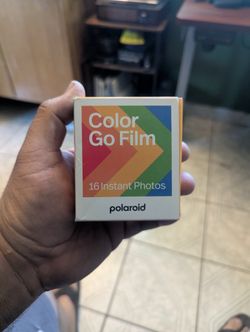 Color
Go Film
16 Instant Photos
polaroid